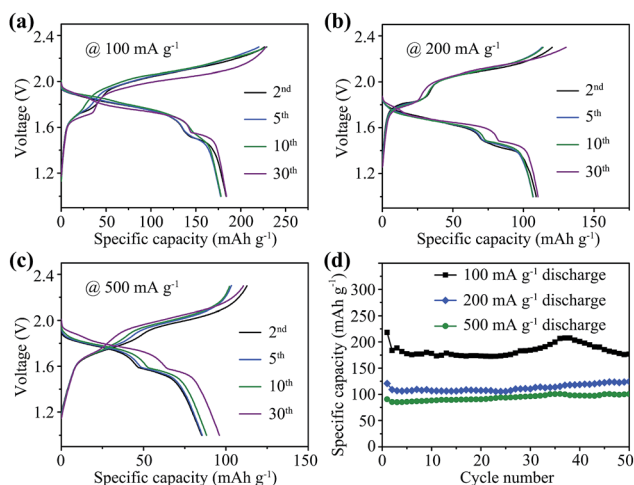 (a)
@ 100 mA g⁻¹
2nd
5th
10th
30th
Voltage (V)
2.4
2.0
1.6
1.2
0 50 100 150 200 250
Specific capacity (mAh g⁻¹)
(b)
@ 200 mA g⁻¹
2nd
5th
10th
30th
Voltage (V)
2.4
2.0
1.6
1.2
0 50 100 150
Specific capacity (mAh g⁻¹)
(c)
@ 500 mA g⁻¹
2nd
5th
10th
30th
Voltage (V)
2.4
2.0
1.6
1.2
0 50 100 150
Specific capacity (mAh g⁻¹)
(d)
100 mA g⁻¹ discharge
200 mA g⁻¹ discharge
500 mA g⁻¹ discharge
Specific capacity (mAh g⁻¹)
350
300
250
200
150
100
50
0
0 10 20 30 40 50
Cycle number